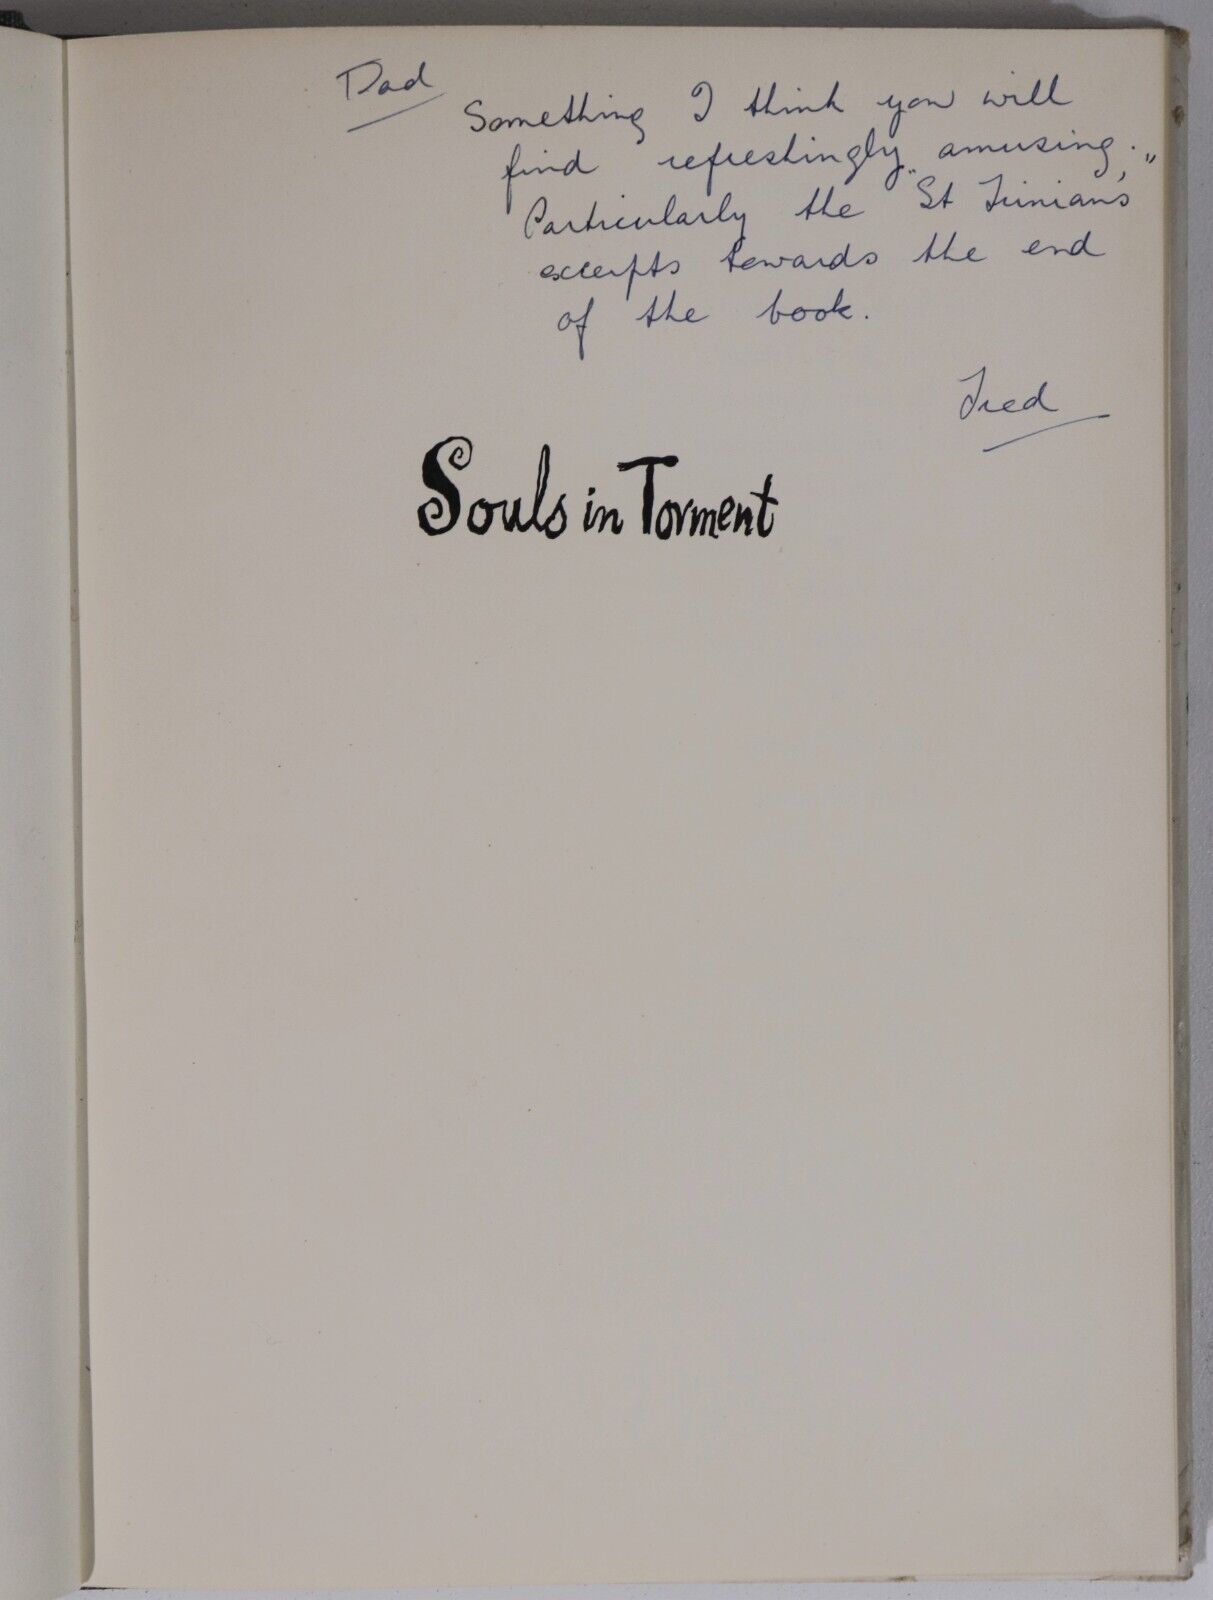 Dad
Something I think you will
find refreshingly amusing.
Particularly the "St Trinian's"
excerpts towards the end
of the book.
Fred
Souls in Torment